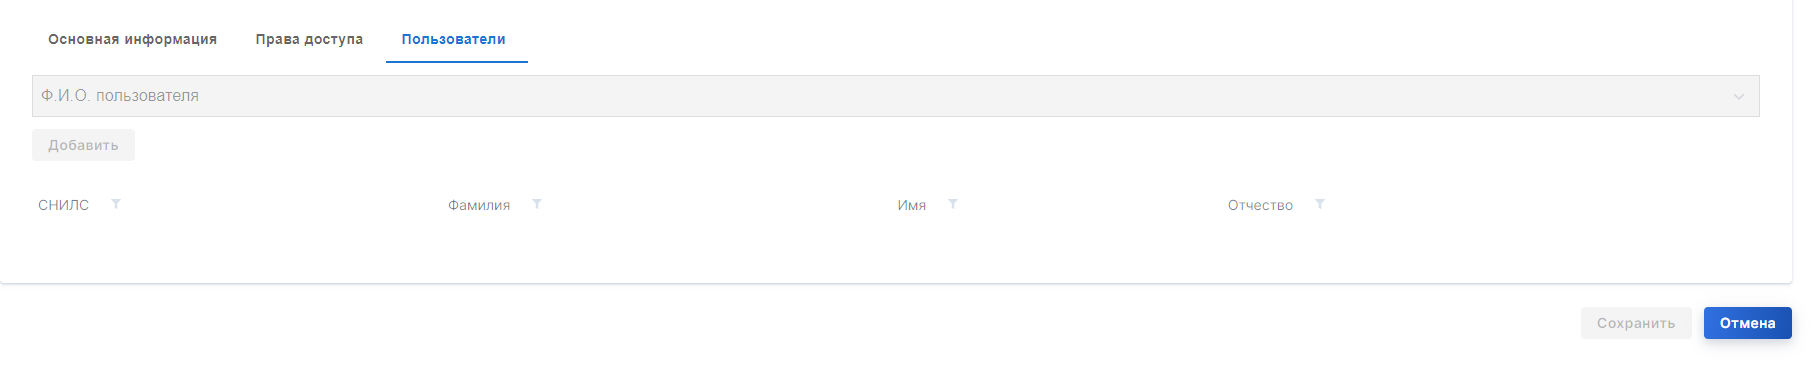 Основная информация Права доступа Пользователи
Ф.И.О. пользователя
Добавить
СНИЛС Фамилия Имя Отчество
Сохранить Отмена